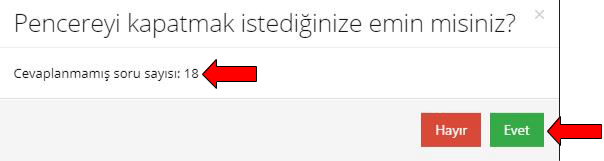 Pencereyi kapatmak istediğinize emin misiniz?
×
Cevaplanmamış soru sayısı: 18
Hayır Evet